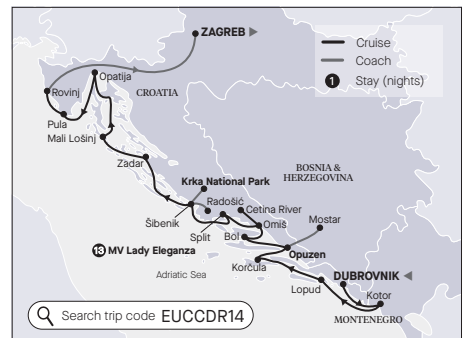 ZAGREB
Cruise
Coach
1 Stay (nights)
Opatija
Rovinj
CROATIA
Pula
Mali Lošinj
Zadar
Krka National Park
BOSNIA &
HERZEGOVINA
Radošić
Cetina River
Mostar
Šibenik
Omiš
Split
Bol
13 MV Lady Eleganza
Opuzen
Korčula
Adriatic Sea
DUBROVNIK
Lopud
Kotor
MONTENEGRO
Search trip code EUCCDR14